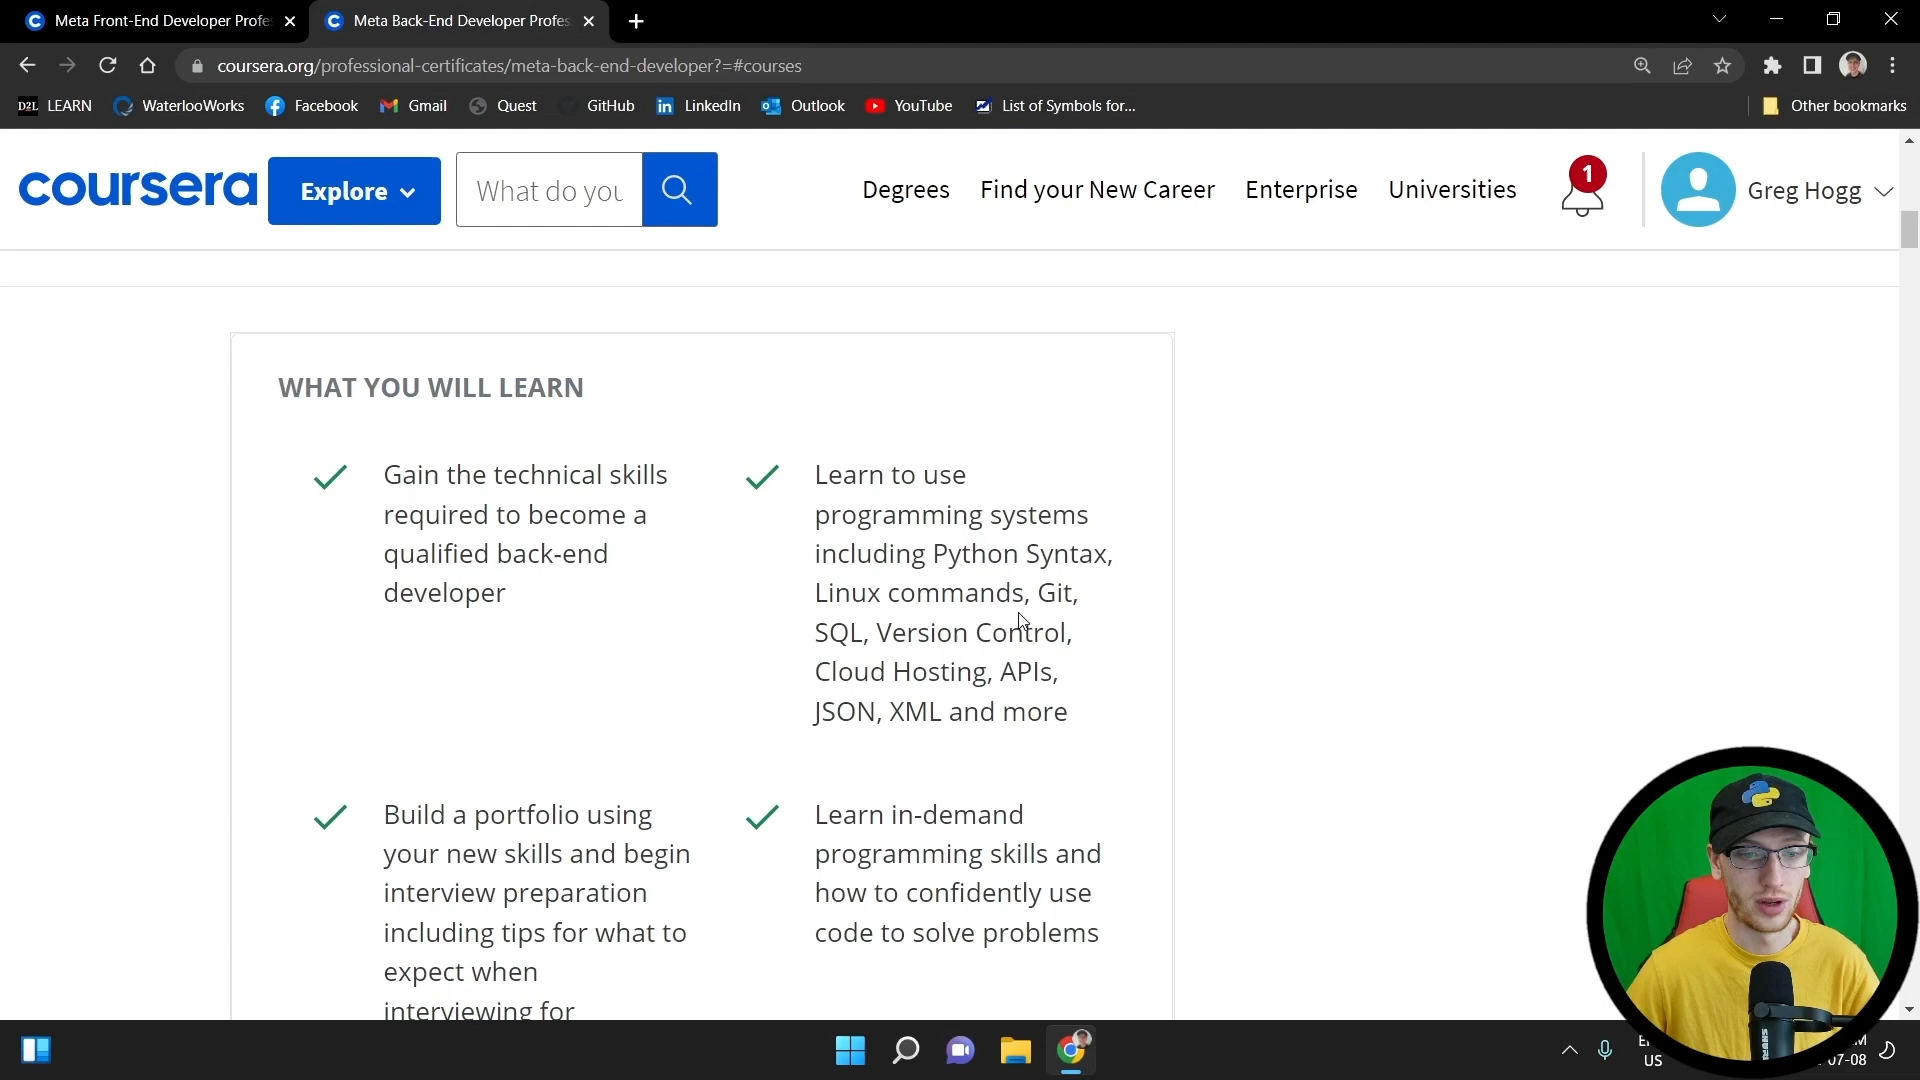 Meta Front-End Developer Profes
Meta Back-End Developer Profes
coursera.org/professional-certificates/meta-back-end-developer?=#courses
D2L LEARN
WaterlooWorks
Facebook
Gmail
Quest
GitHub
LinkedIn
Outlook
YouTube
List of Symbols for...
Other bookmarks
coursera
Explore
What do you
Degrees
Find your New Career
Enterprise
Universities
1
Greg Hogg
WHAT YOU WILL LEARN
Gain the technical skills
required to become a
qualified back-end
developer
Learn to use
programming systems
including Python Syntax,
Linux commands, Git,
SQL, Version Control,
Cloud Hosting, APIs,
JSON, XML and more
Build a portfolio using
your new skills and begin
interview preparation
including tips for what to
expect when
interviewing for
Learn in-demand
programming skills and
how to confidently use
code to solve problems
SHURE
US
07-08